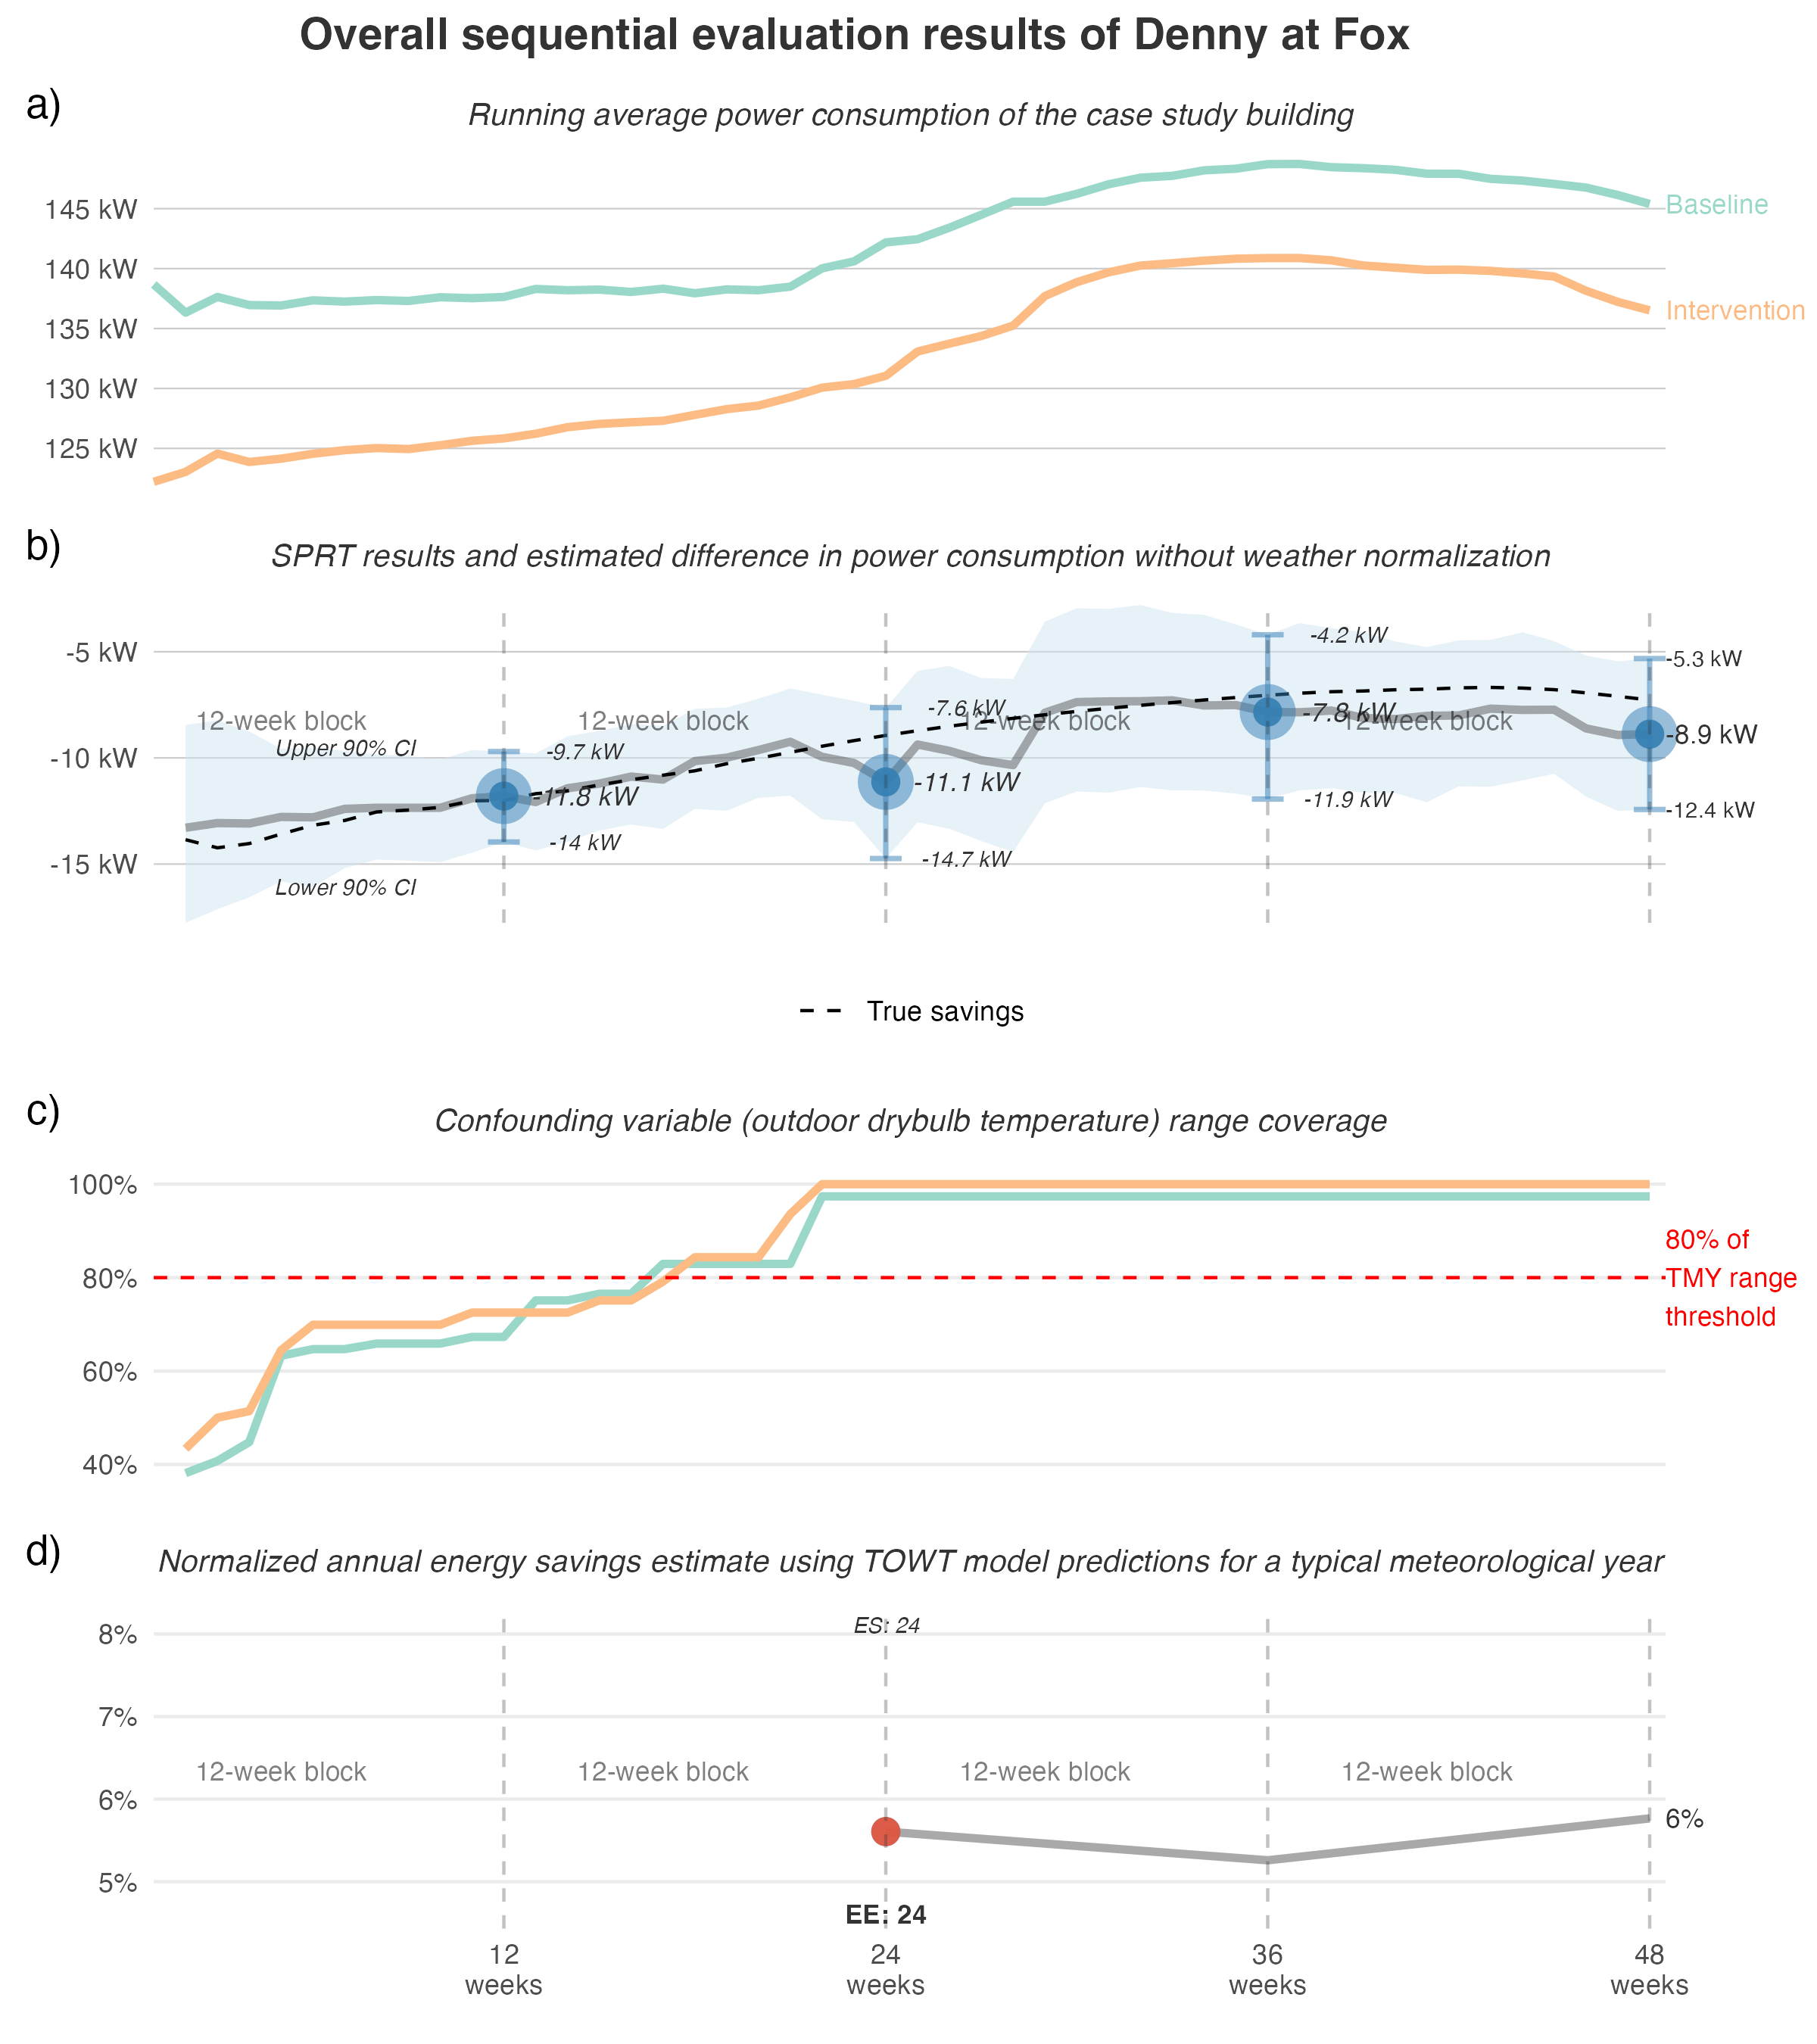 Overall sequential evaluation results of Denny at Fox
a)
Running average power consumption of the case study building
145 kW
140 kW
135 kW
130 kW
125 kW
Baseline
Intervention
b)
SPRT results and estimated difference in power consumption without weather normalization
-5 kW
-10 kW
-15 kW
12-week block
12-week block
12-week block
12-week block
Upper 90% CI
Lower 90% CI
-9.7 kW
-11.8 kW
-14 kW
-7.6 kW
-11.1 kW
-14.7 kW
-4.2 kW
-7.8 kW
-11.9 kW
-5.3 kW
-8.9 kW
-12.4 kW
True savings
c)
Confounding variable (outdoor drybulb temperature) range coverage
100%
80%
60%
40%
80% of
TMY range
threshold
d)
Normalized annual energy savings estimate using TOWT model predictions for a typical meteorological year
8%
7%
6%
5%
ES: 24
12-week block
12-week block
12-week block
12-week block
6%
EE: 24
12
weeks
24
weeks
36
weeks
48
weeks